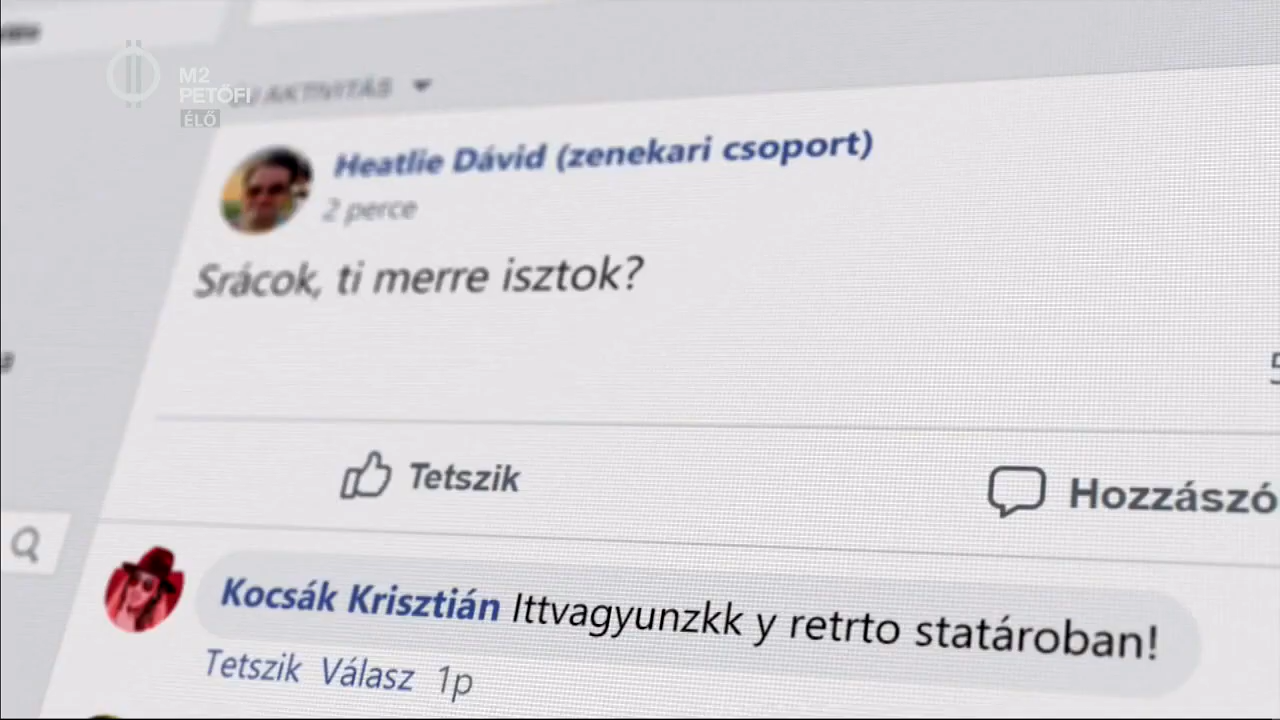 M2
PETŐFI
ÉLŐ
AKTIVITÁS
Heatlie Dávid (zenekari csoport)
2 perce
Srácok, ti merre isztok?
Tetszik
Hozzászó
Kocsák Krisztián Ittvagyunzkk y retrto statároban!
Tetszik Válasz 1p